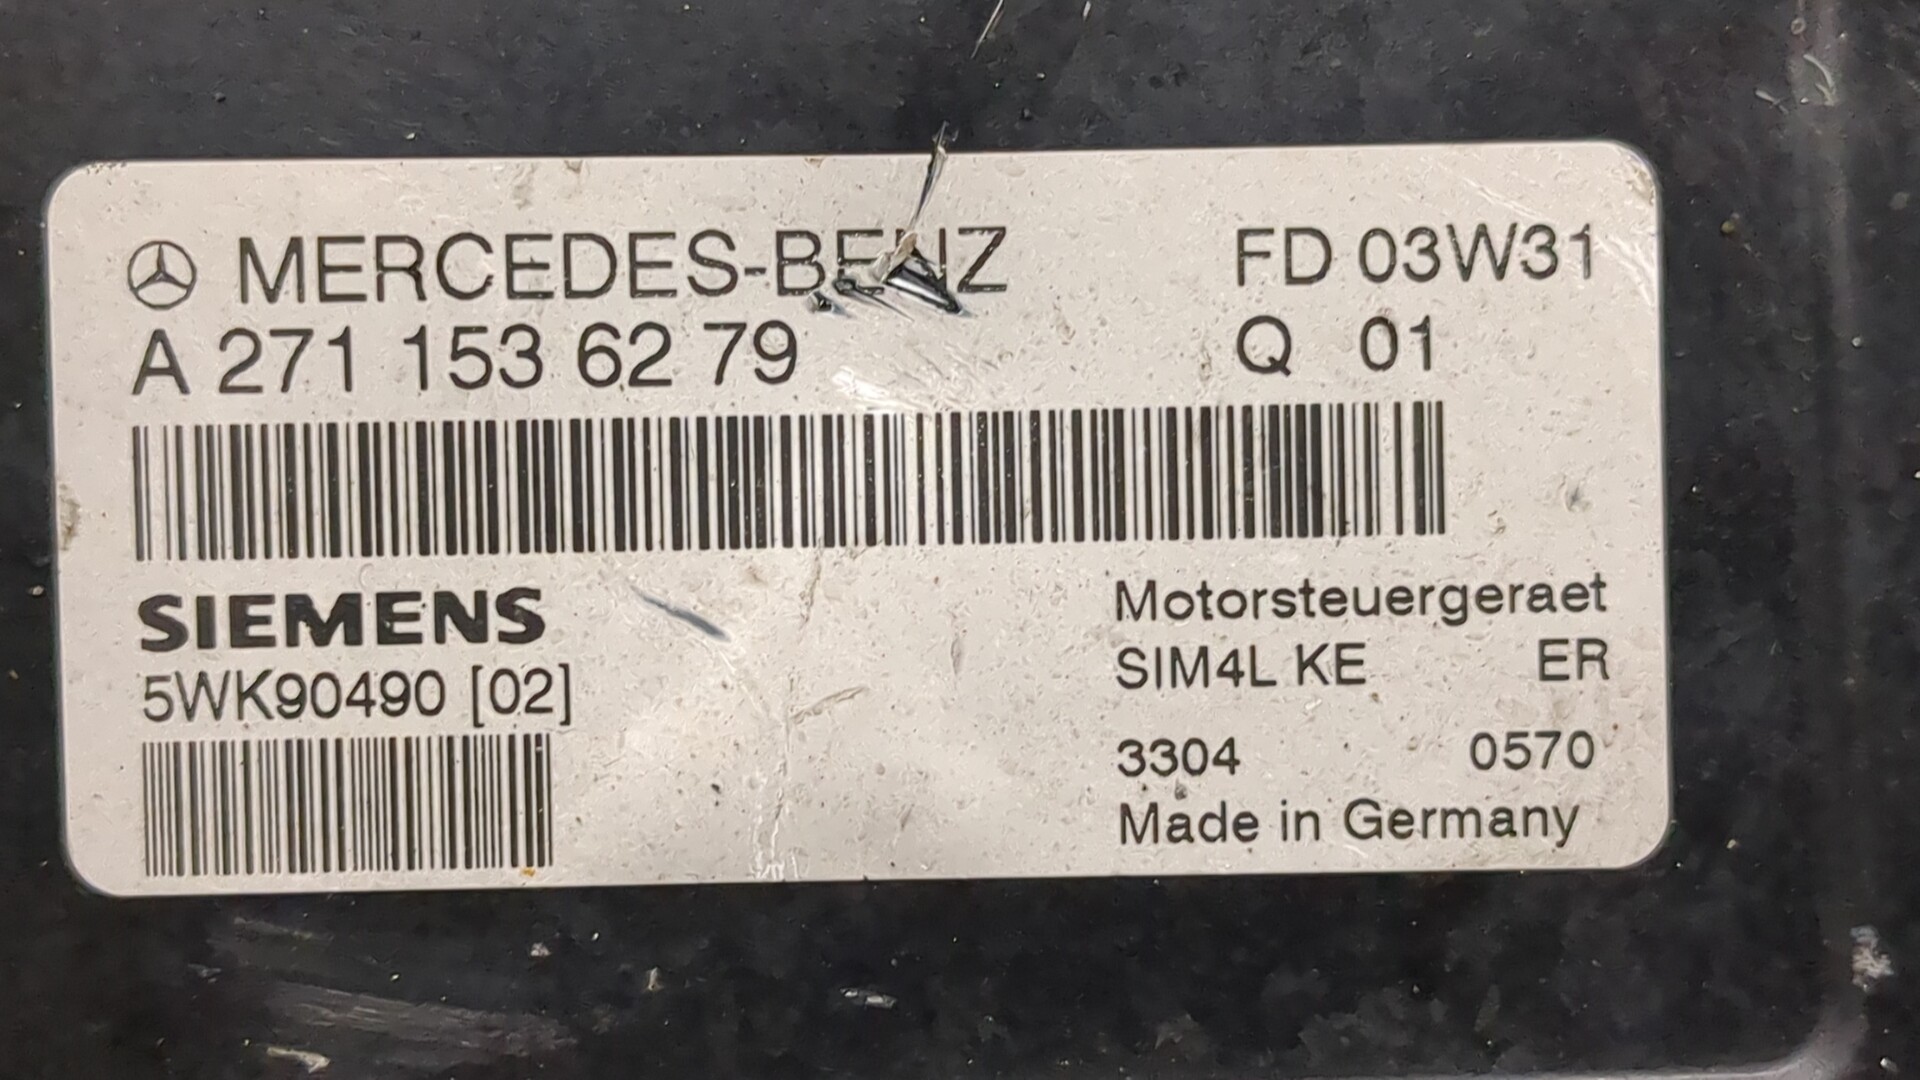 MERCEDES-BENZ FD 03W31
A 271 153 62 79 Q 01
SIEMENS
5WK90490 [02]
Motorsteuergeraet
SIM4L KE ER
3304 0570
Made in Germany